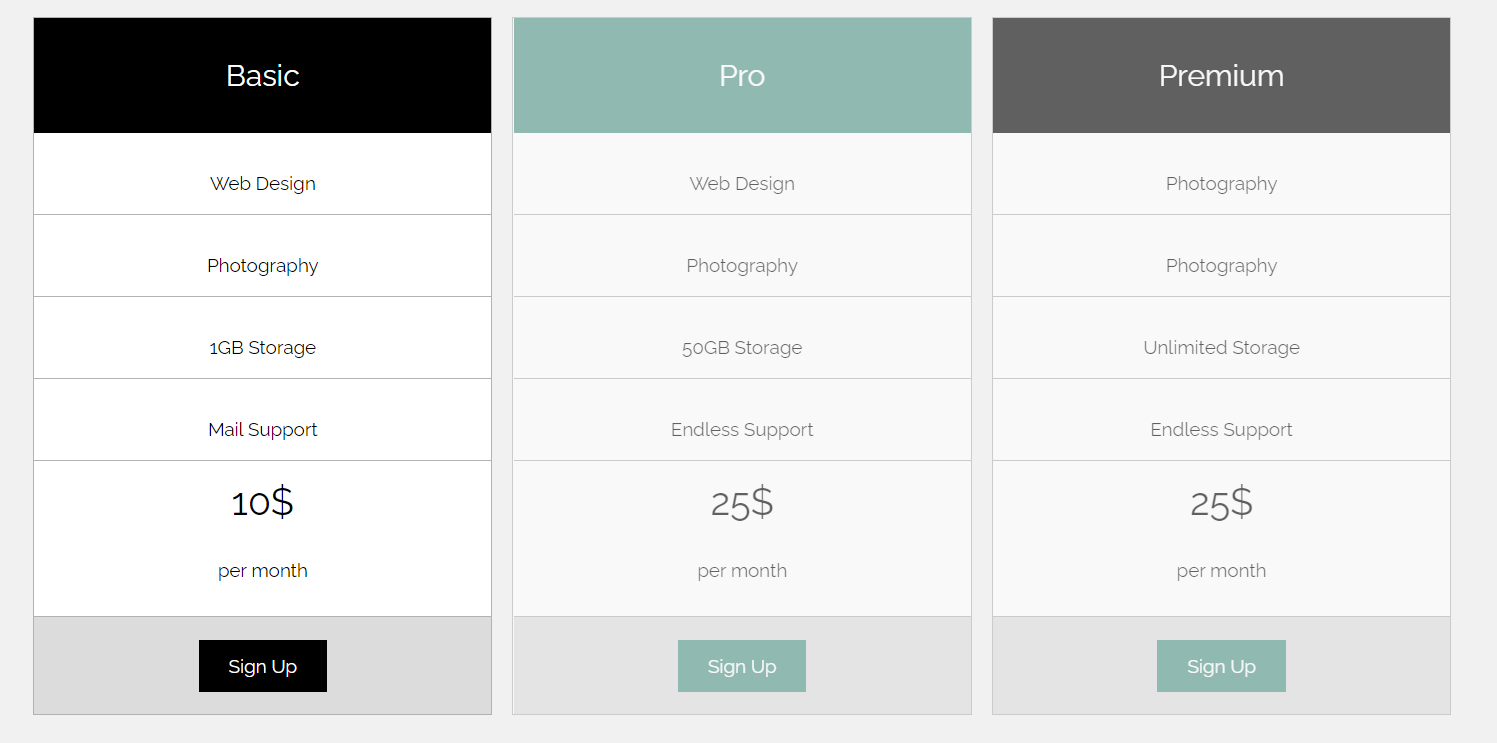 Basic
Web Design
Photography
1GB Storage
Mail Support
10$
per month
Sign Up
Pro
Web Design
Photography
50GB Storage
Endless Support
25$
per month
Sign Up
Premium
Photography
Photography
Unlimited Storage
Endless Support
25$
per month
Sign Up